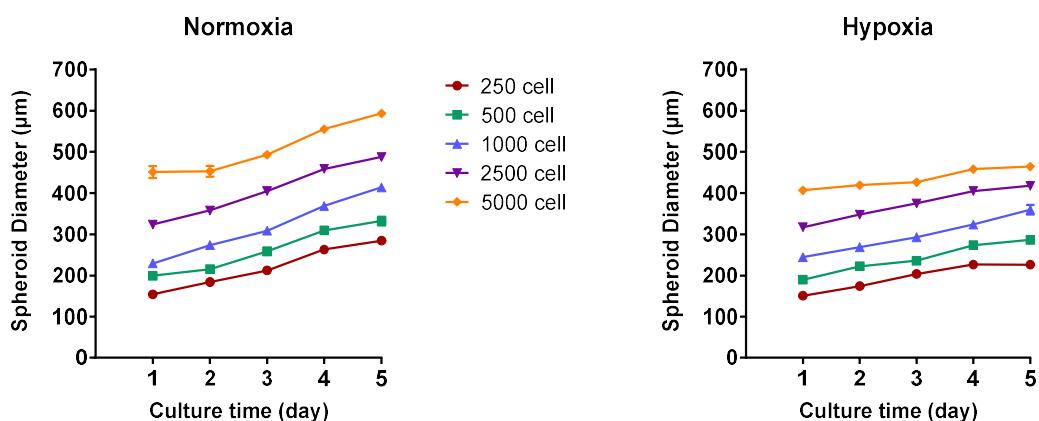 Normoxia
Spheroid Diameter (µm)
700
600
500
400
300
200
100
0
1 2 3 4 5
Culture time (day)
250 cell
500 cell
1000 cell
2500 cell
5000 cell
Hypoxia
Spheroid Diameter (µm)
700
600
500
400
300
200
100
0
1 2 3 4 5
Culture time (day)